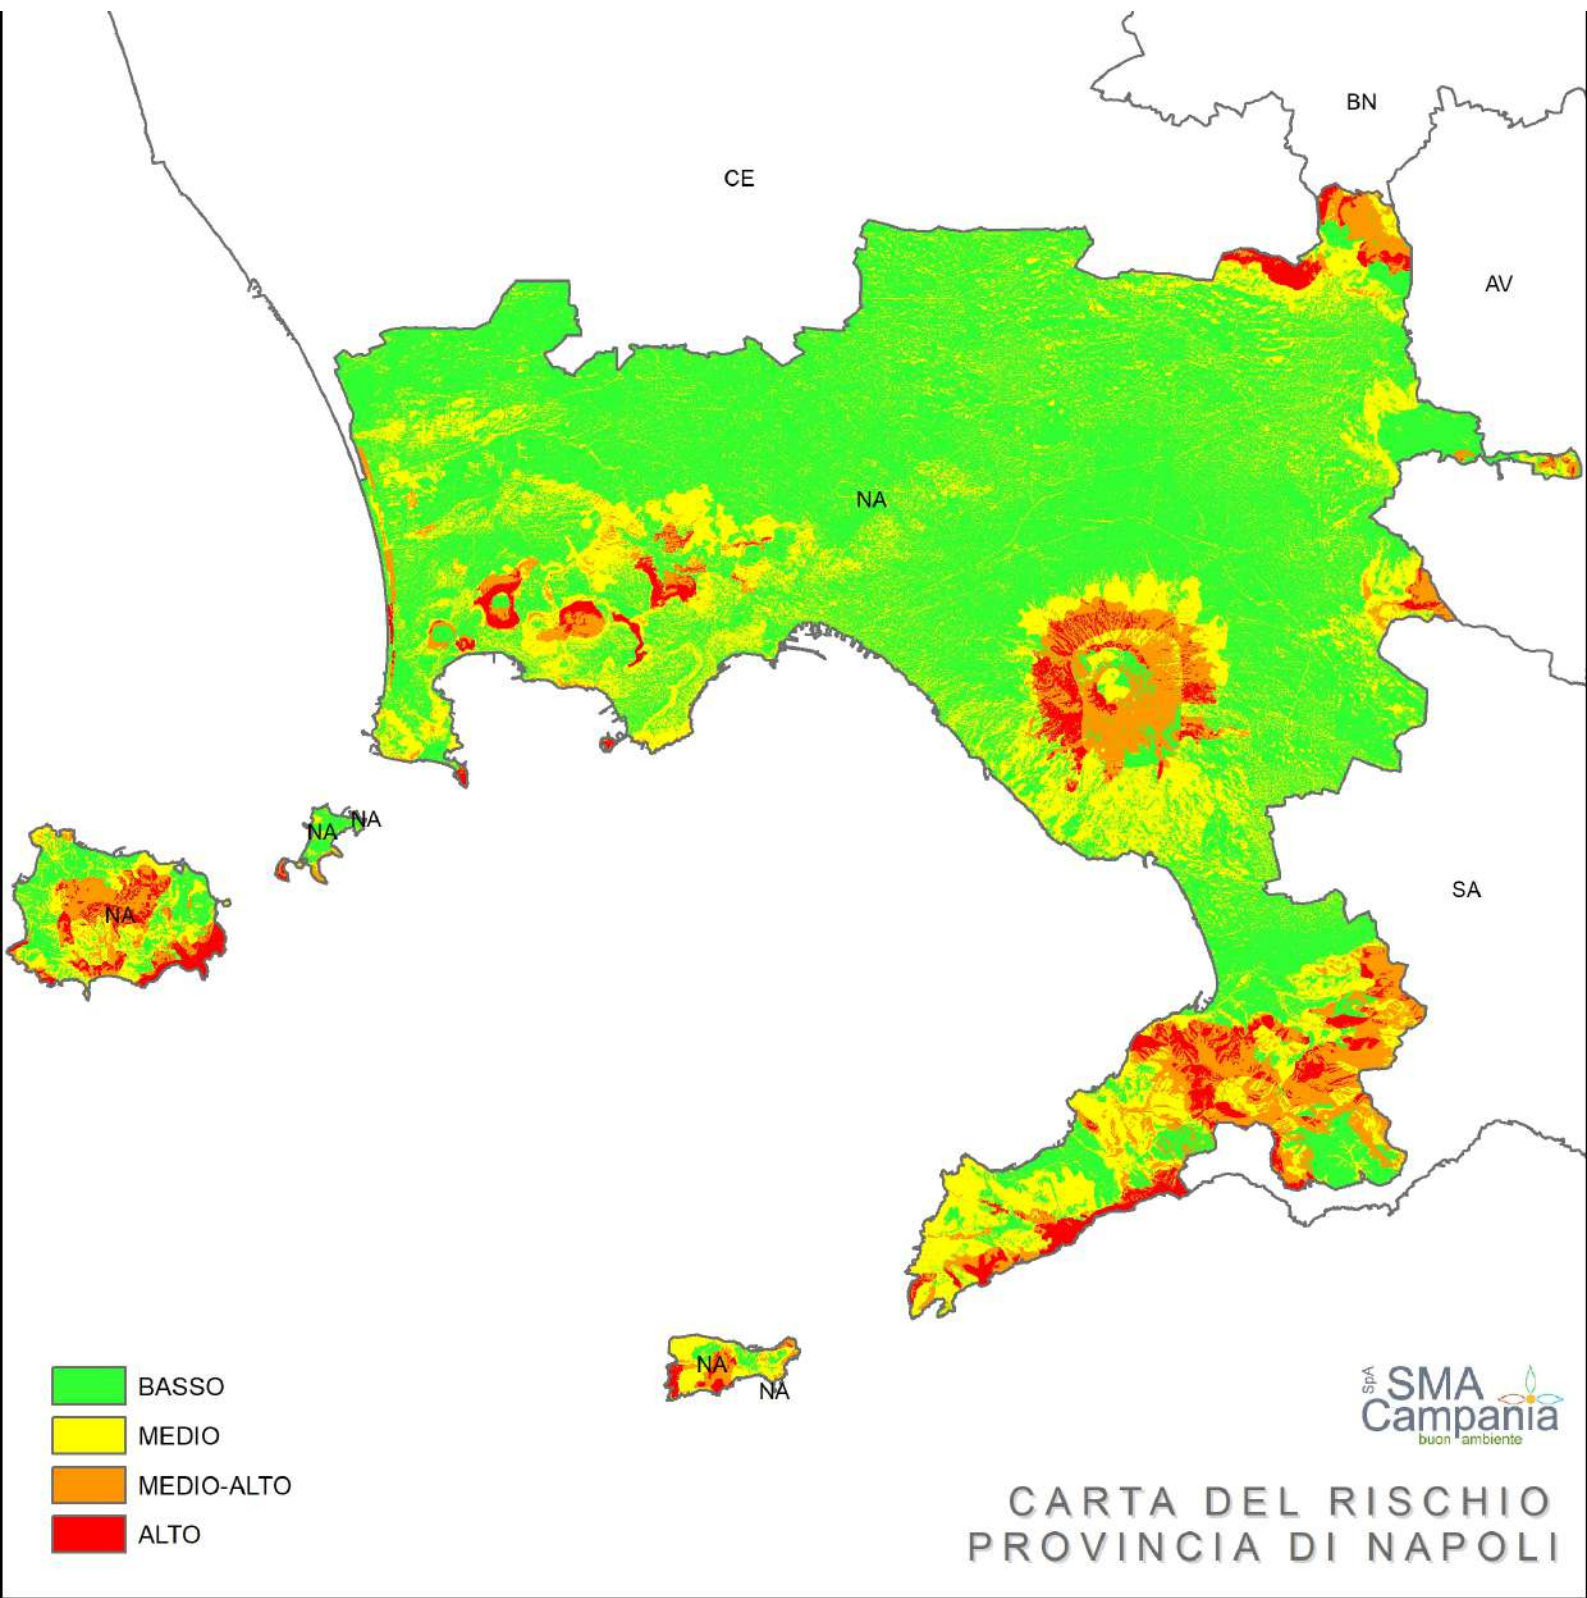 BN
CE
AV
NA
NA
NA
SA
NA
NA
NA
BASSO
MEDIO
MEDIO-ALTO
ALTO
SpA
SMA
Campania
buon ambiente
CARTA DEL RISCHIO
PROVINCIA DI NAPOLI